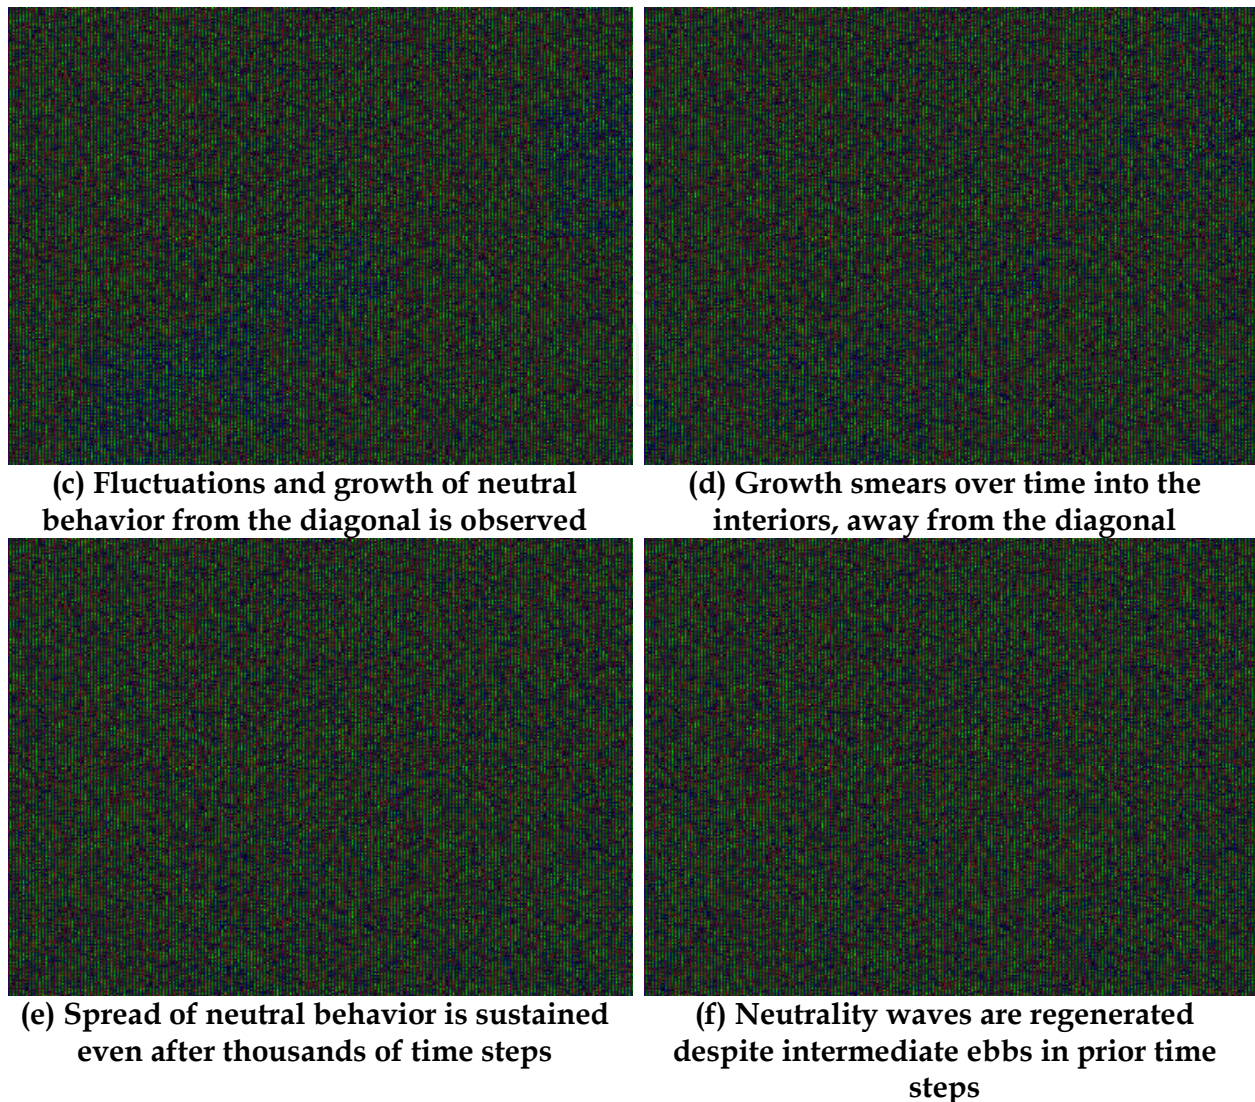 (c) Fluctuations and growth of neutral
behavior from the diagonal is observed
(d) Growth smears over time into the
interiors, away from the diagonal
(e) Spread of neutral behavior is sustained
even after thousands of time steps
(f) Neutrality waves are regenerated
despite intermediate ebbs in prior time
steps